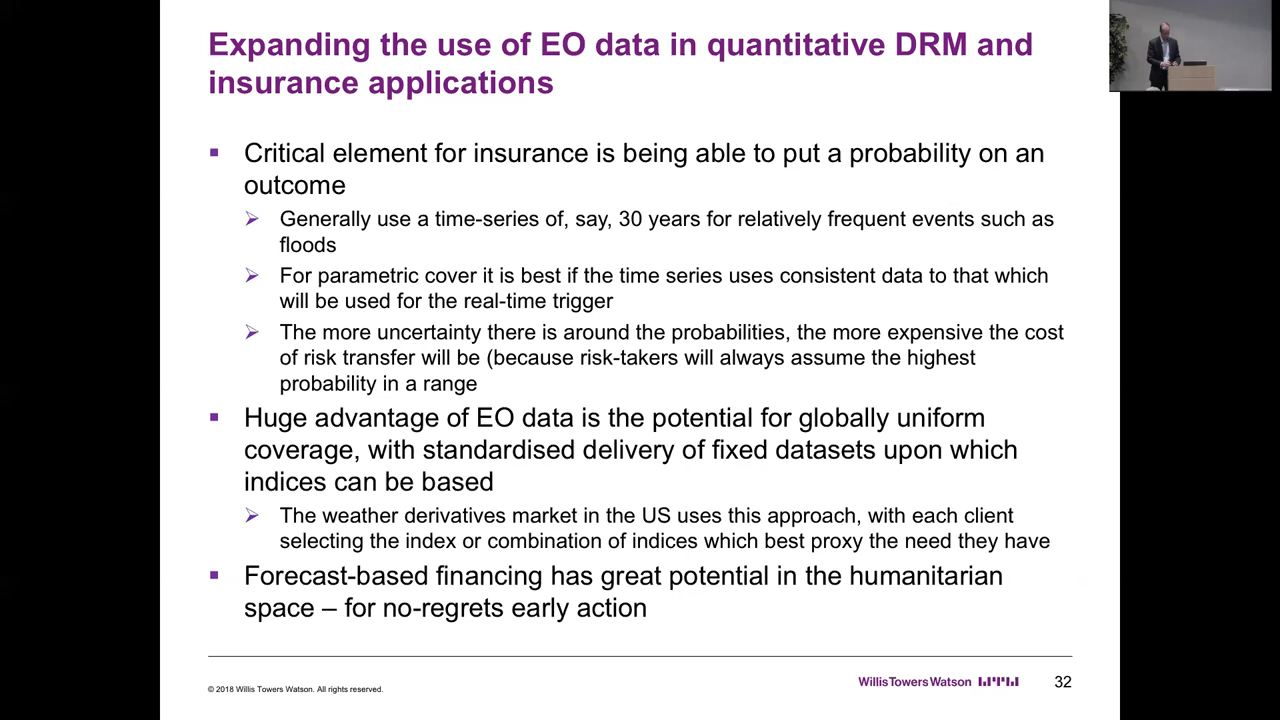 Expanding the use of EO data in quantitative DRM and
insurance applications
Critical element for insurance is being able to put a probability on an
outcome
Generally use a time-series of, say, 30 years for relatively frequent events such as
floods
For parametric cover it is best if the time series uses consistent data to that which
will be used for the real-time trigger
The more uncertainty there is around the probabilities, the more expensive the cost
of risk transfer will be (because risk-takers will always assume the highest
probability in a range
Huge advantage of EO data is the potential for globally uniform
coverage, with standardised delivery of fixed datasets upon which
indices can be based
The weather derivatives market in the US uses this approach, with each client
selecting the index or combination of indices which best proxy the need they have
Forecast-based financing has great potential in the humanitarian
space – for no-regrets early action
© 2018 Willis Towers Watson. All rights reserved.
WillisTowersWatson
32